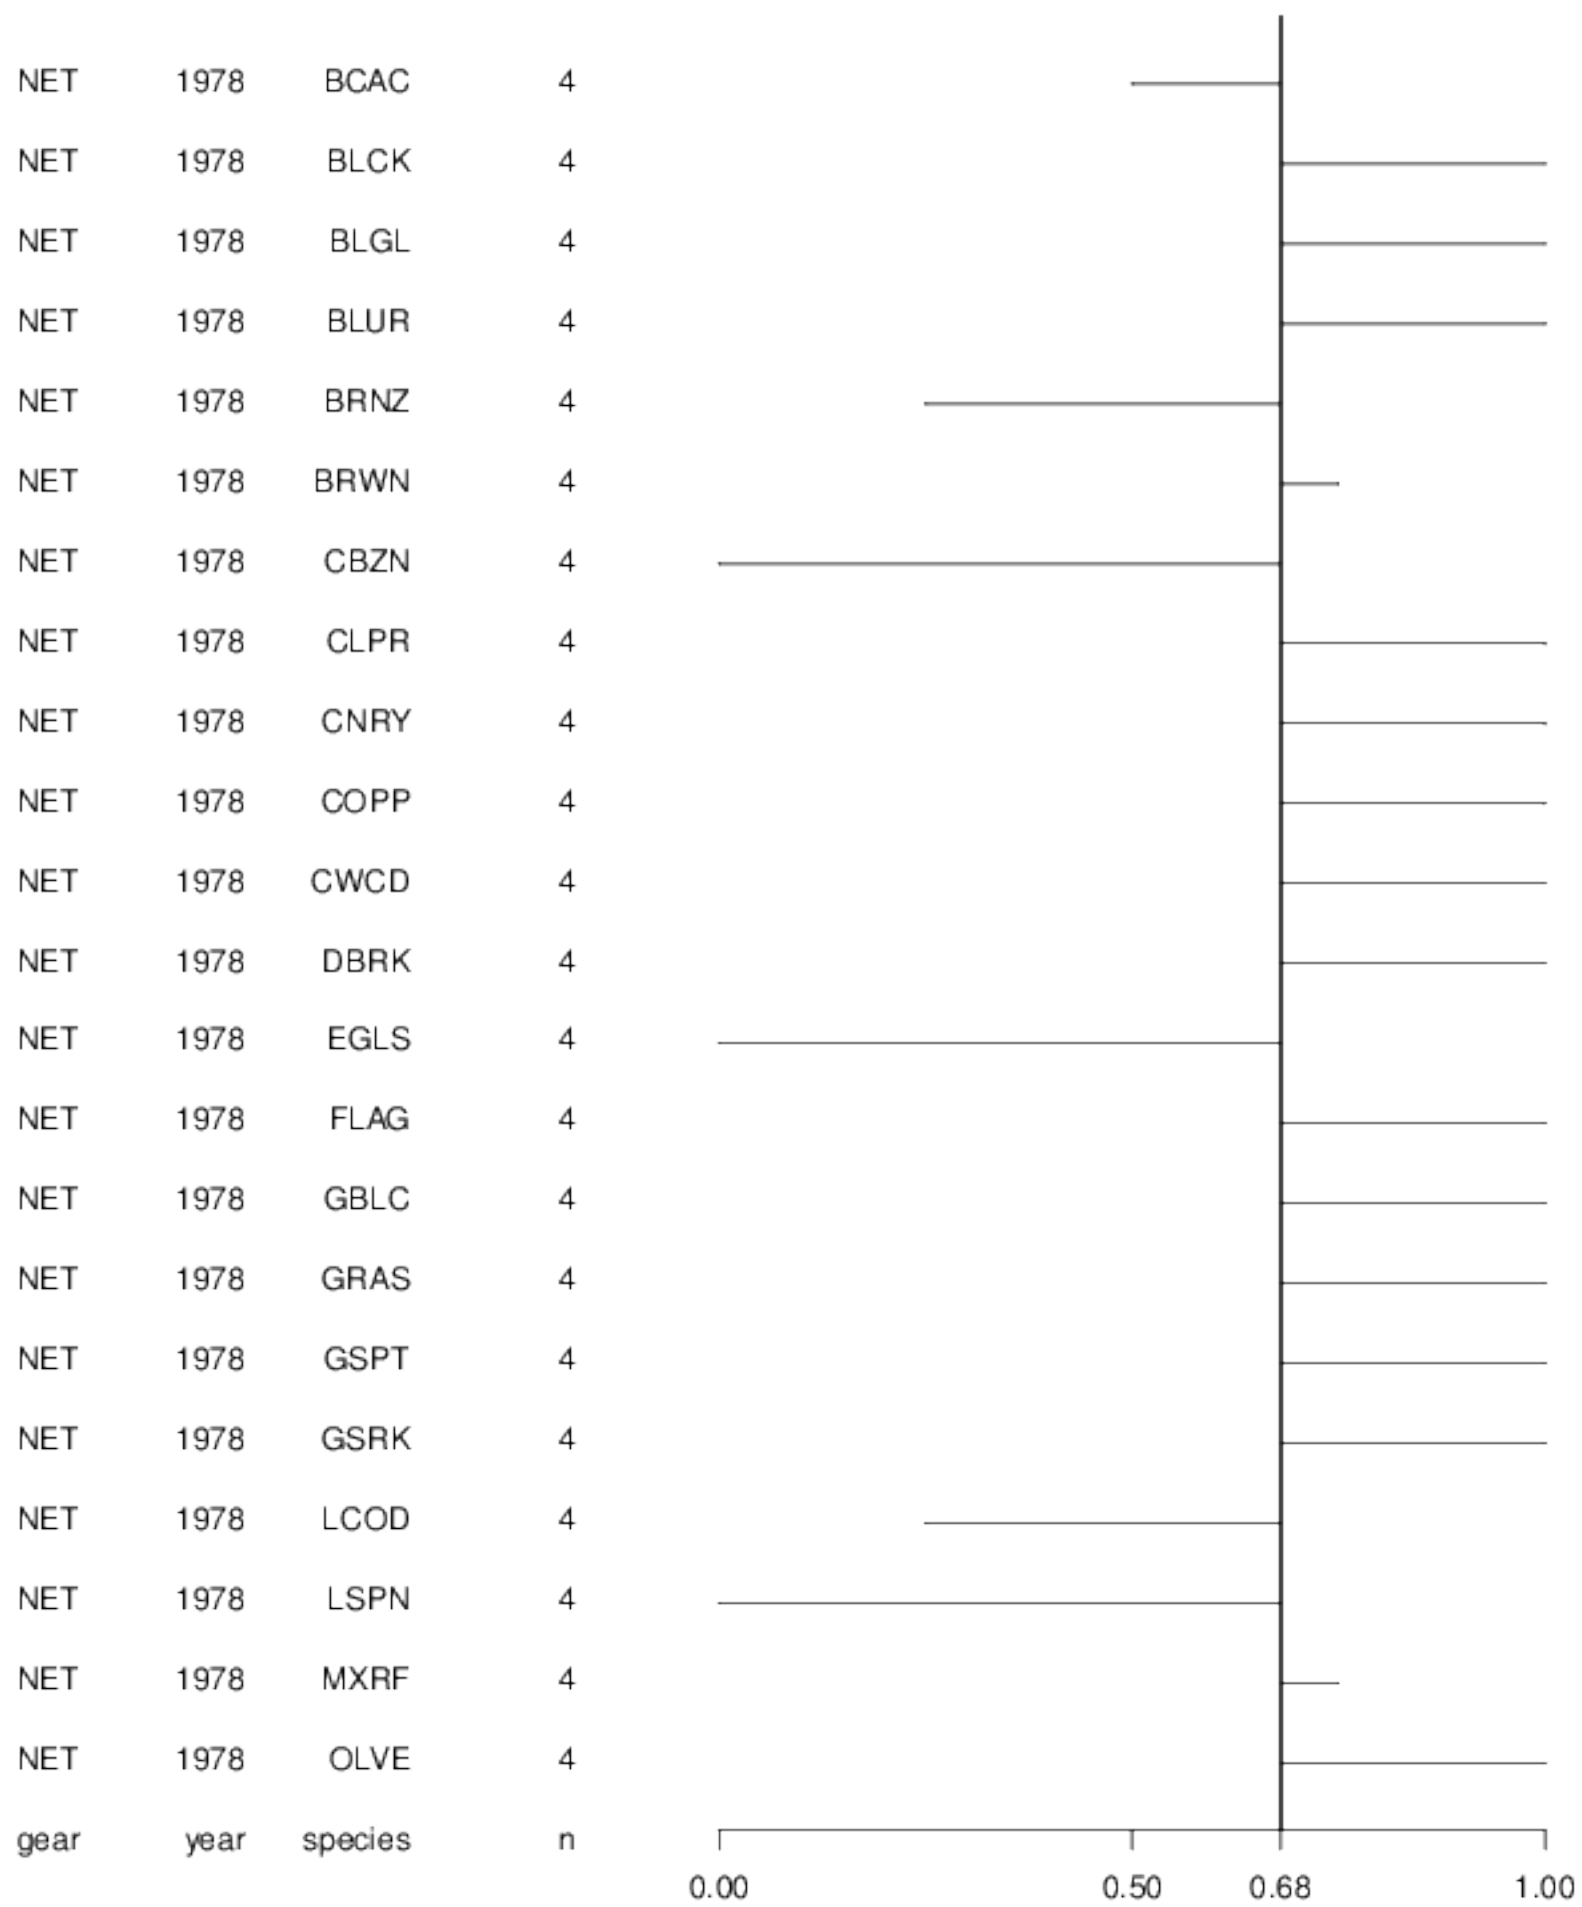 NET 1978 BCAC 4
NET 1978 BLCK 4
NET 1978 BLGL 4
NET 1978 BLUR 4
NET 1978 BRNZ 4
NET 1978 BRWN 4
NET 1978 CBZN 4
NET 1978 CLPR 4
NET 1978 CNRY 4
NET 1978 COPP 4
NET 1978 CWCD 4
NET 1978 DBRK 4
NET 1978 EGLS 4
NET 1978 FLAG 4
NET 1978 GBLC 4
NET 1978 GRAS 4
NET 1978 GSPT 4
NET 1978 GSRK 4
NET 1978 LCOD 4
NET 1978 LSPN 4
NET 1978 MXRF 4
NET 1978 OLVE 4
gear year species n
0.00 0.50 0.68 1.00